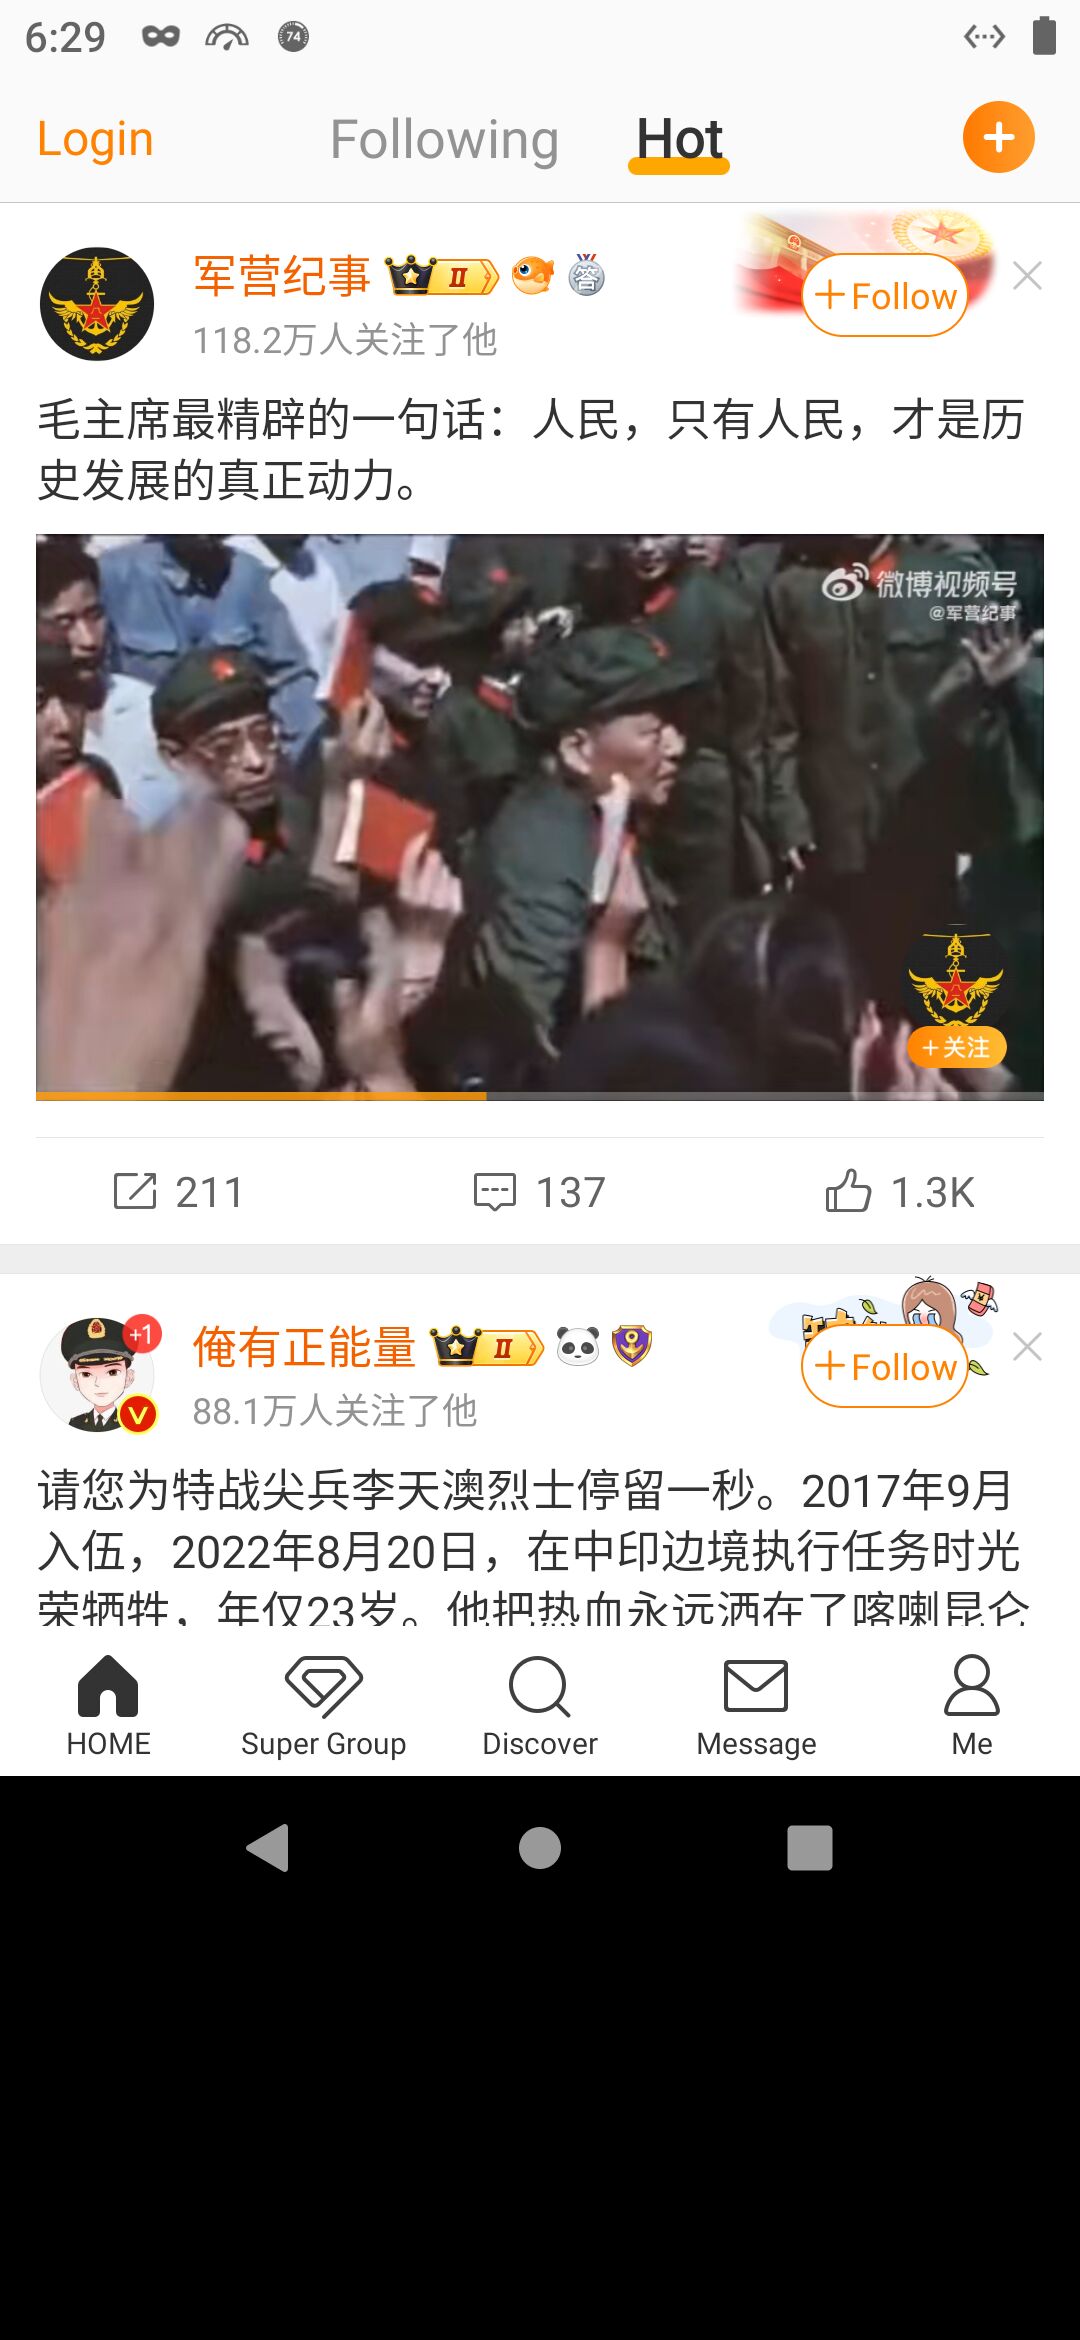 6:29
74
Login
Following
Hot
军营纪事
II
答
+Follow
118.2万人关注了他
毛主席最精辟的一句话：人民，只有人民，才是历
史发展的真正动力。
微博视频号
@军营纪事
+关注
211
137
1.3K
+1
俺有正能量
II
+Follow
V
88.1万人关注了他
请您为特战尖兵李天澳烈士停留一秒。2017年9月
入伍，2022年8月20日，在中印边境执行任务时光
荣牺牲，年仅23岁。他把热血永远洒在了喀喇昆仑
HOME
Super Group
Discover
Message
Me